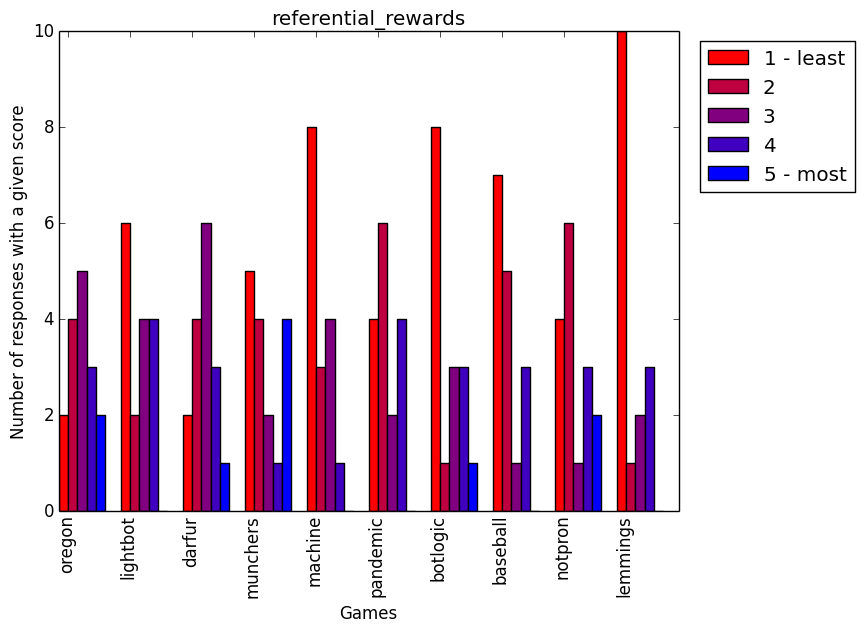 referential_rewards
Number of responses with a given score
10
8
6
4
2
0
oregon
lightbot
darfur
munchers
machine
pandemic
botlogic
baseball
notpron
lemmings
Games
1 - least
2
3
4
5 - most